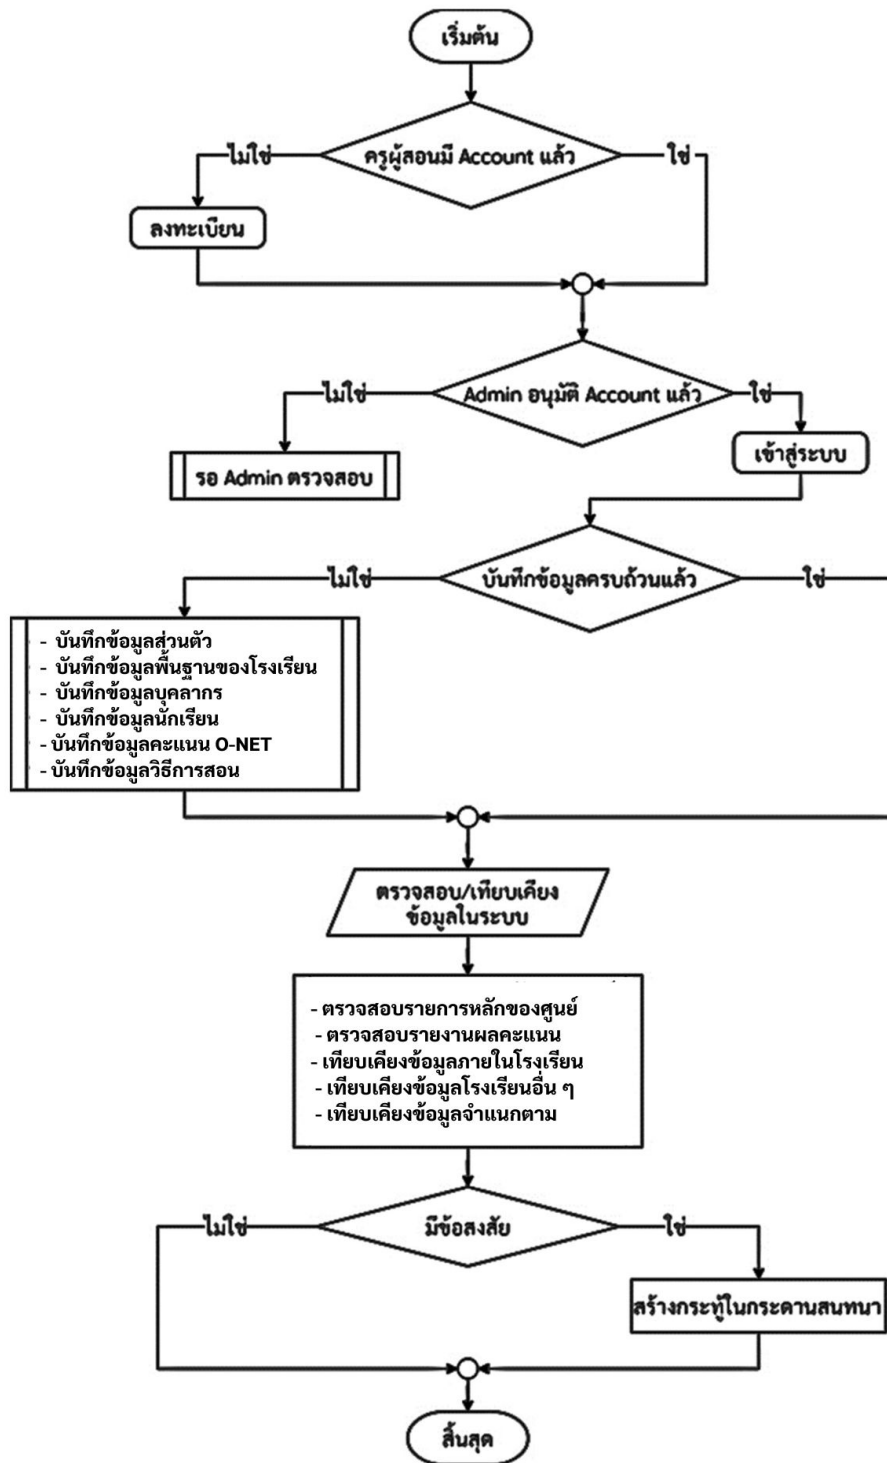 เริ่มต้น
ครูผู้สอนมี Account แล้ว
ไม่ใช่
ใช่
ลงทะเบียน
Admin อนุมัติ Account แล้ว
ไม่ใช่
ใช่
รอ Admin ตรวจสอบ
เข้าสู่ระบบ
บันทึกข้อมูลครบถ้วนแล้ว
ไม่ใช่
ใช่
- บันทึกข้อมูลส่วนตัว
- บันทึกข้อมูลพื้นฐานของโรงเรียน
- บันทึกข้อมูลบุคลากร
- บันทึกข้อมูลนักเรียน
- บันทึกข้อมูลคะแนน O-NET
- บันทึกข้อมูลวิธีการสอน
ตรวจสอบ/เทียบเคียง
ข้อมูลในระบบ
- ตรวจสอบรายการหลักของศูนย์
- ตรวจสอบรายงานผลคะแนน
- เทียบเคียงข้อมูลภายในโรงเรียน
- เทียบเคียงข้อมูลโรงเรียนอื่น ๆ
- เทียบเคียงข้อมูลจำแนกตาม
มีข้อสงสัย
ไม่ใช่
ใช่
สร้างกระทู้ในกระดานสนทนา
สิ้นสุด